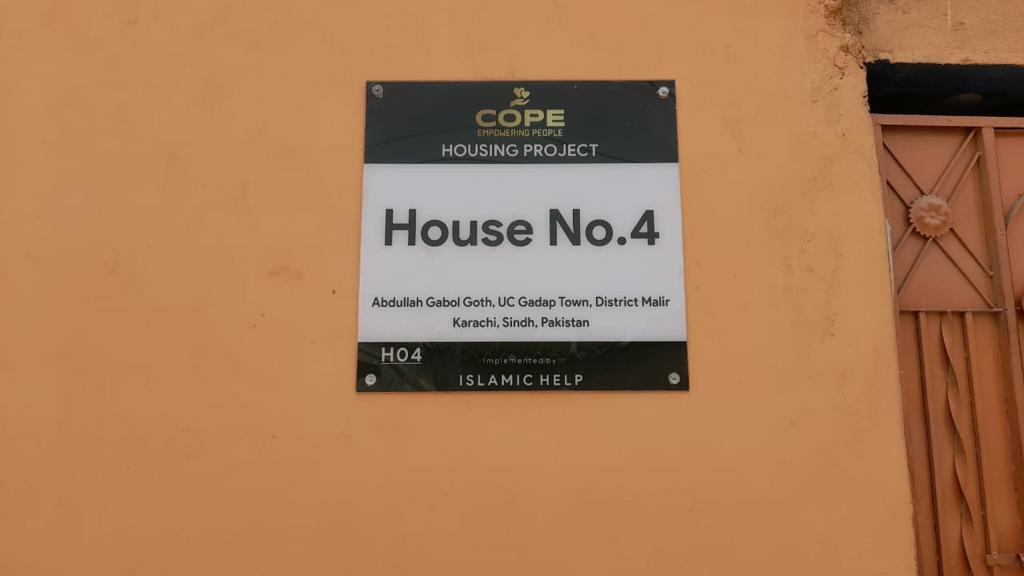 COPE
EMPOWERING PEOPLE
HOUSING PROJECT
House No.4
Abdullah Gabol Goth, UC Gadap Town, District Malir
Karachi, Sindh, Pakistan
H04
Implemented by:
ISLAMIC HELP